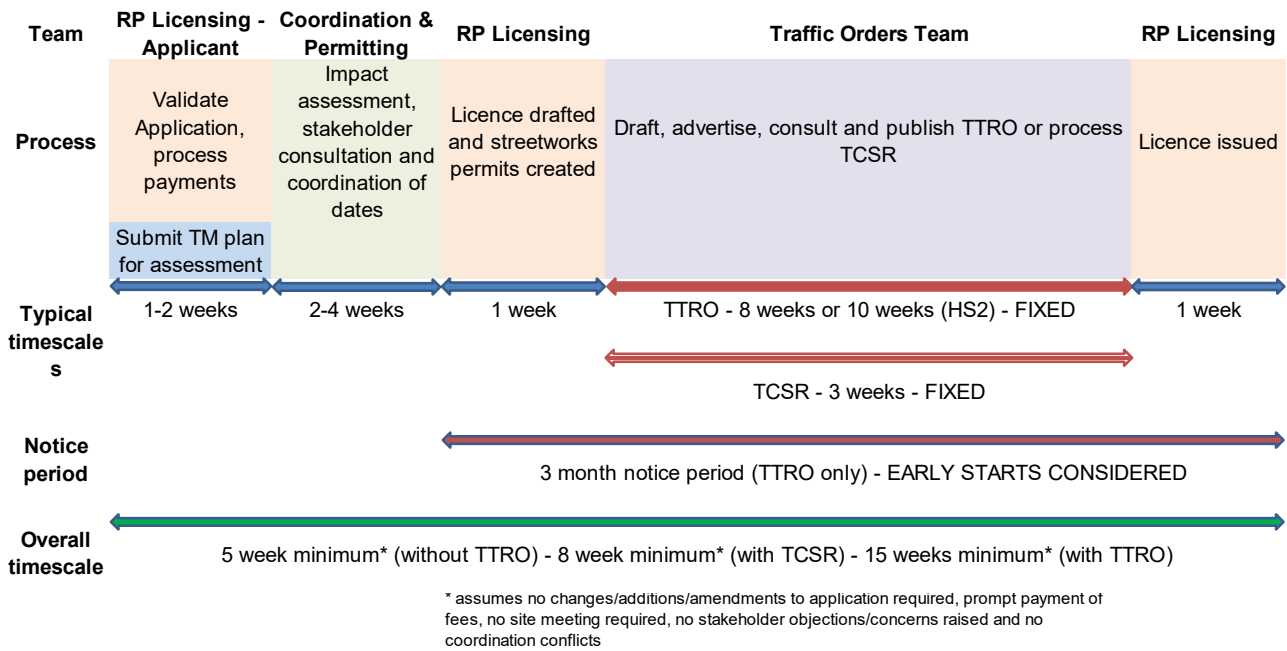 Team
RP Licensing -
Applicant
Coordination &
Permitting
RP Licensing
Traffic Orders Team
RP Licensing
Process
Validate
Application,
process
payments
Submit TM plan
for assessment
Impact
assessment,
stakeholder
consultation and
coordination of
dates
Licence drafted
and streetworks
permits created
Draft, advertise, consult and publish TTRO or process
TCSR
Licence issued
Typical
timescale
s
1-2 weeks
2-4 weeks
1 week
TTRO - 8 weeks or 10 weeks (HS2) - FIXED
1 week
TCSR - 3 weeks - FIXED
Notice
period
3 month notice period (TTRO only) - EARLY STARTS CONSIDERED
Overall
timescale
5 week minimum* (without TTRO) - 8 week minimum* (with TCSR) - 15 weeks minimum* (with TTRO)
* assumes no changes/additions/amendments to application required, prompt payment of
fees, no site meeting required, no stakeholder objections/concerns raised and no
coordination conflicts